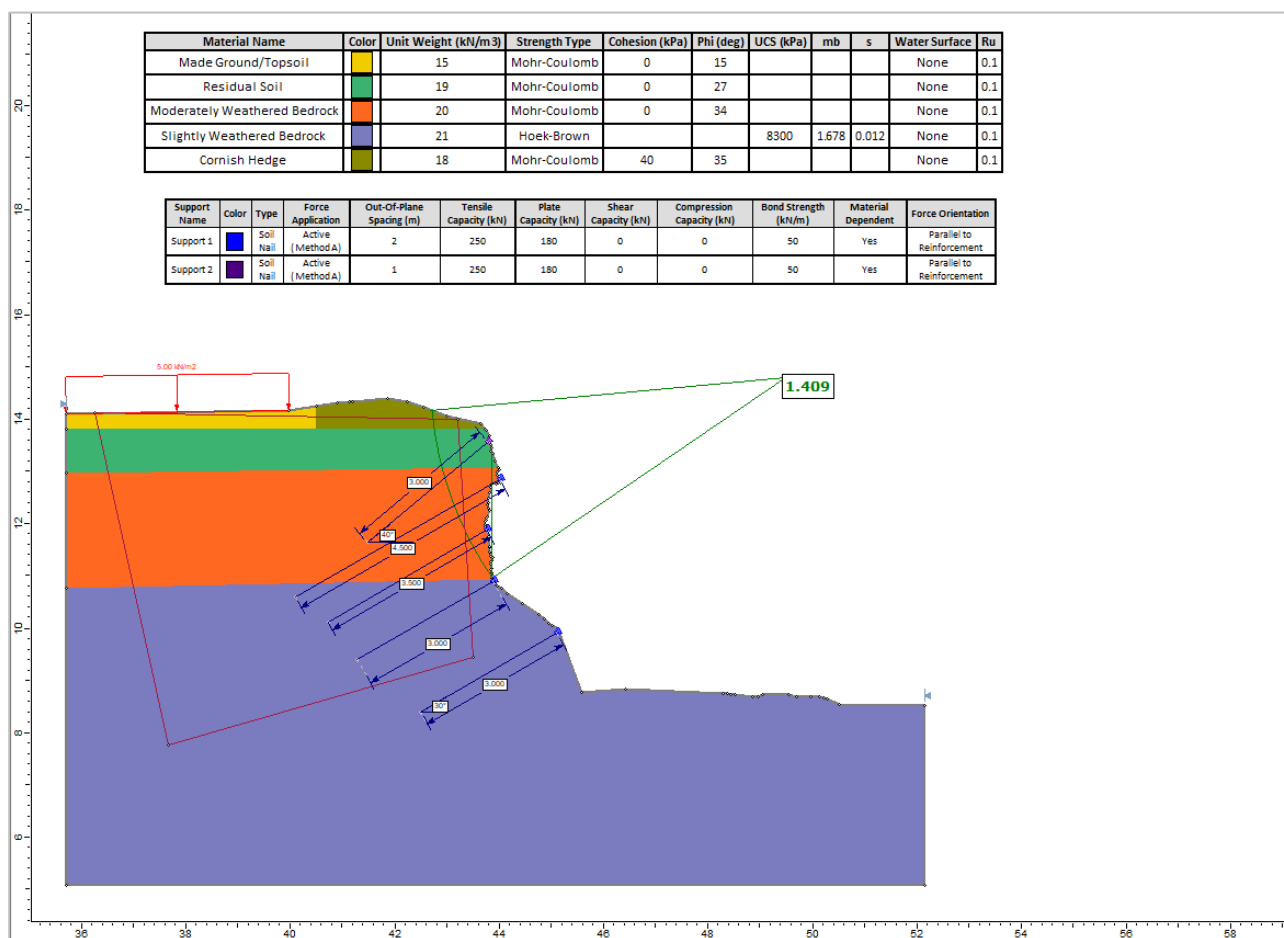 Material Name Color Unit Weight (kN/m3) Strength Type Cohesion (kPa) Phi (deg) UCS (kPa) mb s Water Surface Ru
Made Ground/Topsoil 15 Mohr-Coulomb 0 15 None 0.1
Residual Soil 19 Mohr-Coulomb 0 27 None 0.1
Moderately Weathered Bedrock 20 Mohr-Coulomb 0 34 None 0.1
Slightly Weathered Bedrock 21 Hoek-Brown 8300 1.678 0.012 None 0.1
Cornish Hedge 18 Mohr-Coulomb 40 35 None 0.1
Support Name Color Type Force Application Out-Of-Plane Spacing (m) Tensile Capacity (kN) Plate Capacity (kN) Shear Capacity (kN) Compression Capacity (kN) Bond Strength (kN/m) Material Dependent Force Orientation
Support 1 Soil Nail Active (Method A) 2 250 180 0 0 50 Yes Parallel to Reinforcement
Support 2 Soil Nail Active (Method A) 1 250 180 0 0 50 Yes Parallel to Reinforcement
5.00 kN/m2
1.409
3.000
40°
4.500
3.500
3.000
3.000
30°
20
18
16
14
12
10
8
6
36 38 40 42 44 46 48 50 52 54 56 58